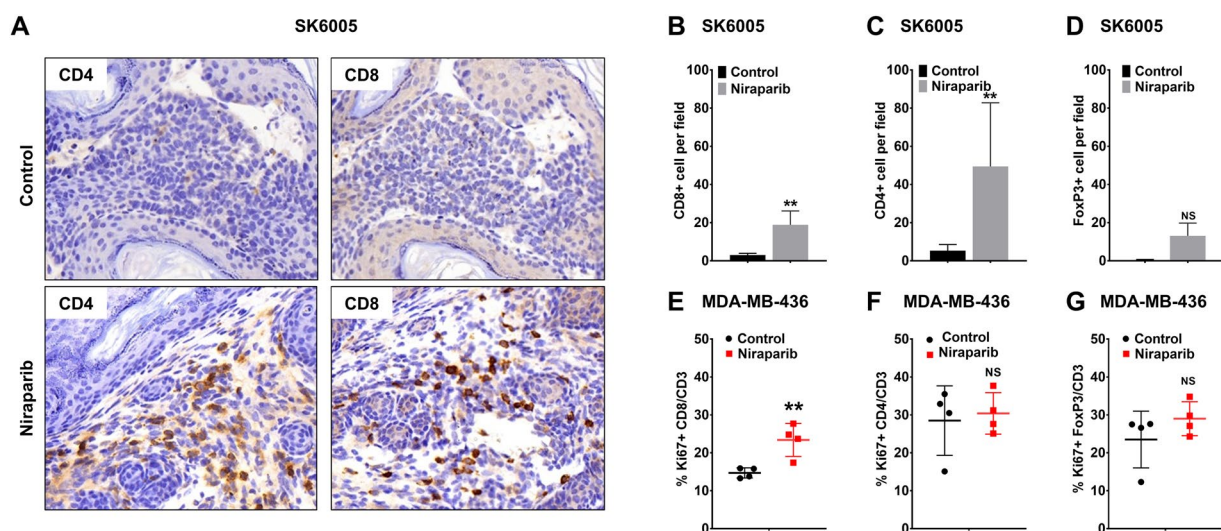 A
SK6005
CD4
CD8
Control
CD4
CD8
Niraparib
B SK6005
Control
Niraparib
CD8+ cell per field
100
80
60
40
20
0
**
C SK6005
Control
Niraparib
CD4+ cell per field
100
80
60
40
20
0
**
D SK6005
Control
Niraparib
FoxP3+ cell per field
100
80
60
40
20
0
NS
E MDA-MB-436
Control
Niraparib
% Ki67+ CD8/CD3
50
40
30
20
10
0
**
F MDA-MB-436
Control
Niraparib
% Ki67+ CD4/CD3
50
40
30
20
10
0
NS
G MDA-MB-436
Control
Niraparib
% Ki67+ FoxP3/CD3
50
40
30
20
10
0
NS